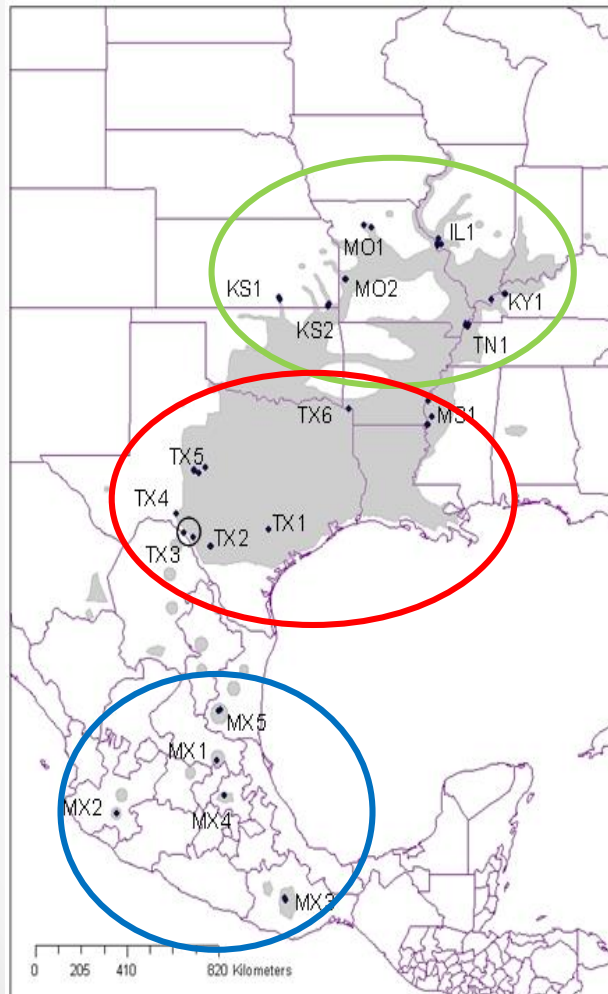 IL1
MO1
MO2
KS1
KY1
KS2
TN1
TX6
MS1
TX5
TX4
TX1
TX2
TX3
MX5
MX1
MX2
MX4
MX3
0 205 410 820 Kilometers